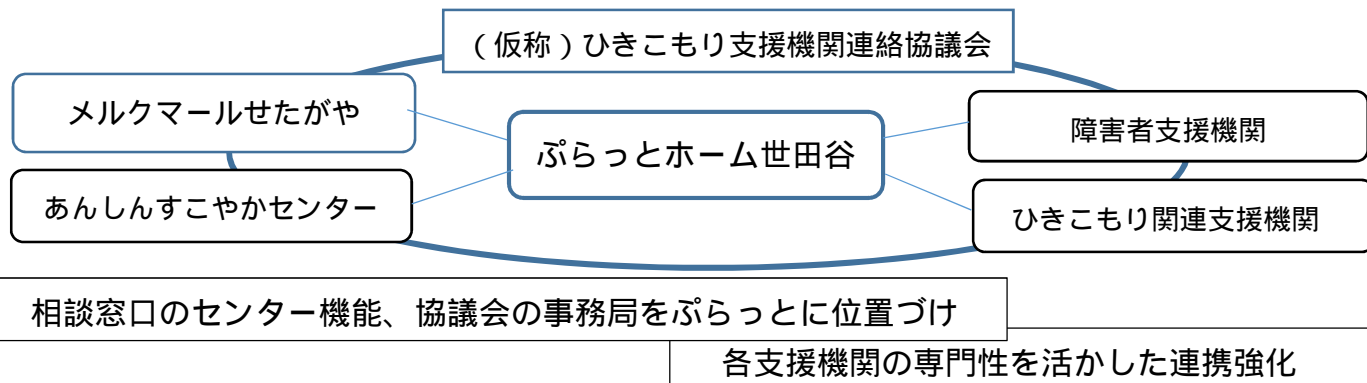 （仮称）ひきこもり支援機関連絡協議会
メルクマールせたがや
ぷらっとホーム世田谷
障害者支援機関
あんしんすこやかセンター
ひきこもり関連支援機関
相談窓口のセンター機能、協議会の事務局をぷらっとに位置づけ
各支援機関の専門性を活かした連携強化